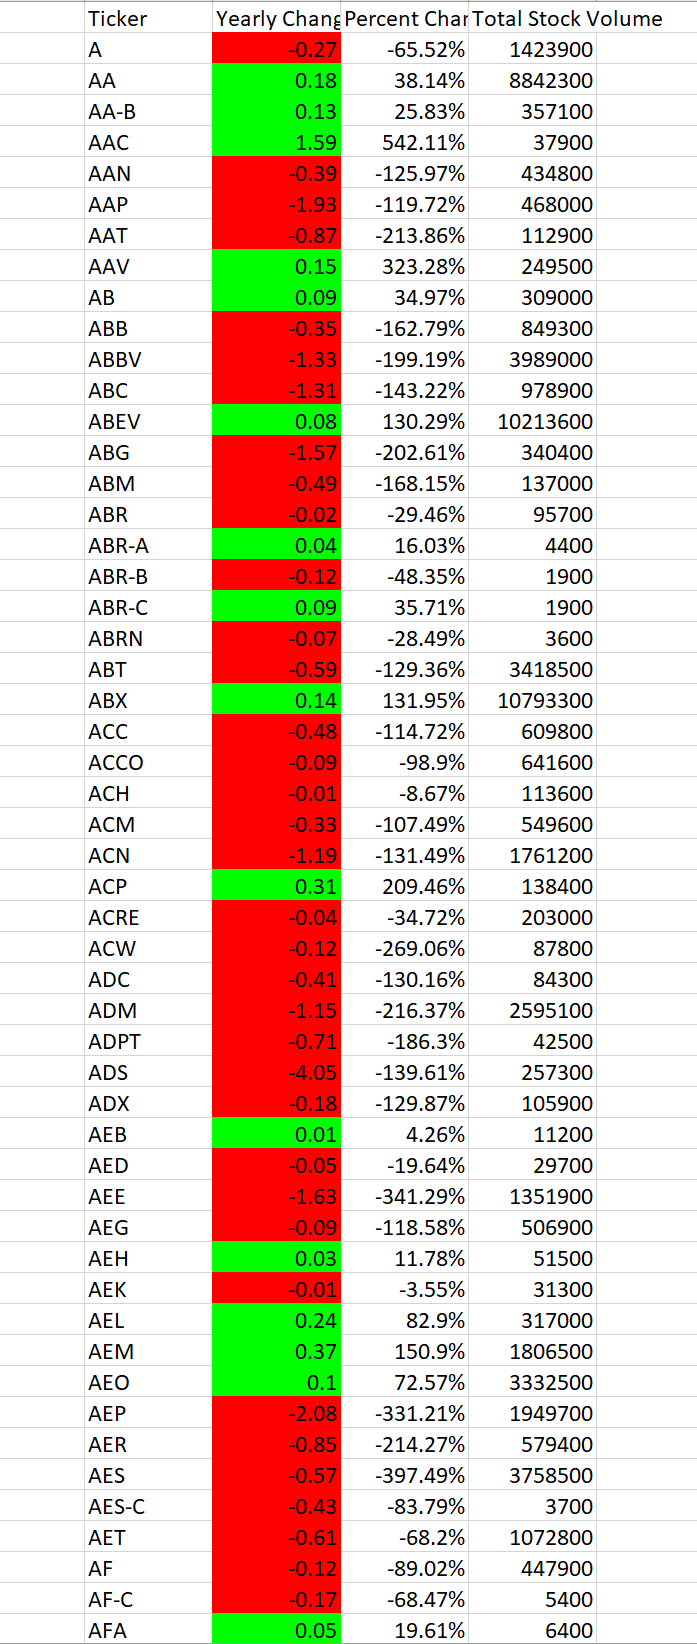 Ticker Yearly Chang Percent Char Total Stock Volume
A -0.27 -65.52% 1423900
AA 0.18 38.14% 8842300
AA-B 0.13 25.83% 357100
AAC 1.59 542.11% 37900
AAN -0.39 -125.97% 434800
AAP -1.93 -119.72% 468000
AAT -0.87 -213.86% 112900
AAV 0.15 323.28% 249500
AB 0.09 34.97% 309000
ABB -0.35 -162.79% 849300
ABBV -1.33 -199.19% 3989000
ABC -1.31 -143.22% 978900
ABEV 0.08 130.29% 10213600
ABG -1.57 -202.61% 340400
ABM -0.49 -168.15% 137000
ABR -0.02 -29.46% 95700
ABR-A 0.04 16.03% 4400
ABR-B -0.12 -48.35% 1900
ABR-C 0.09 35.71% 1900
ABRN -0.07 -28.49% 3600
ABT -0.59 -129.36% 3418500
ABX 0.14 131.95% 10793300
ACC -0.48 -114.72% 609800
ACCO -0.09 -98.9% 641600
ACH -0.01 -8.67% 113600
ACM -0.33 -107.49% 549600
ACN -1.19 -131.49% 1761200
ACP 0.31 209.46% 138400
ACRE -0.04 -34.72% 203000
ACW -0.12 -269.06% 87800
ADC -0.41 -130.16% 84300
ADM -1.15 -216.37% 2595100
ADPT -0.71 -186.3% 42500
ADS -4.05 -139.61% 257300
ADX -0.18 -129.87% 105900
AEB 0.01 4.26% 11200
AED -0.05 -19.64% 29700
AEE -1.63 -341.29% 1351900
AEG -0.09 -118.58% 506900
AEH 0.03 11.78% 51500
AEK -0.01 -3.55% 31300
AEL 0.24 82.9% 317000
AEM 0.37 150.9% 1806500
AEO 0.1 72.57% 3332500
AEP -2.08 -331.21% 1949700
AER -0.85 -214.27% 579400
AES -0.57 -397.49% 3758500
AES-C -0.43 -83.79% 3700
AET -0.61 -68.2% 1072800
AF -0.12 -89.02% 447900
AF-C -0.17 -68.47% 5400
AFA 0.05 19.61% 6400